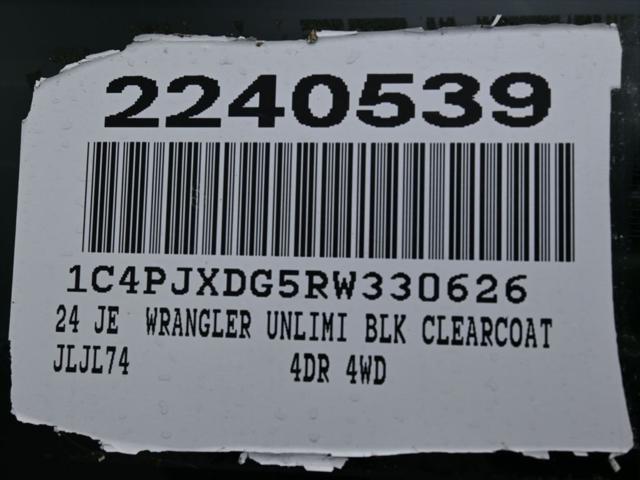 2240539
1C4PJXDG5RW330626
24 JE WRANGLER UNLIMI BLK CLEARCOAT
JLJL74 4DR 4WD